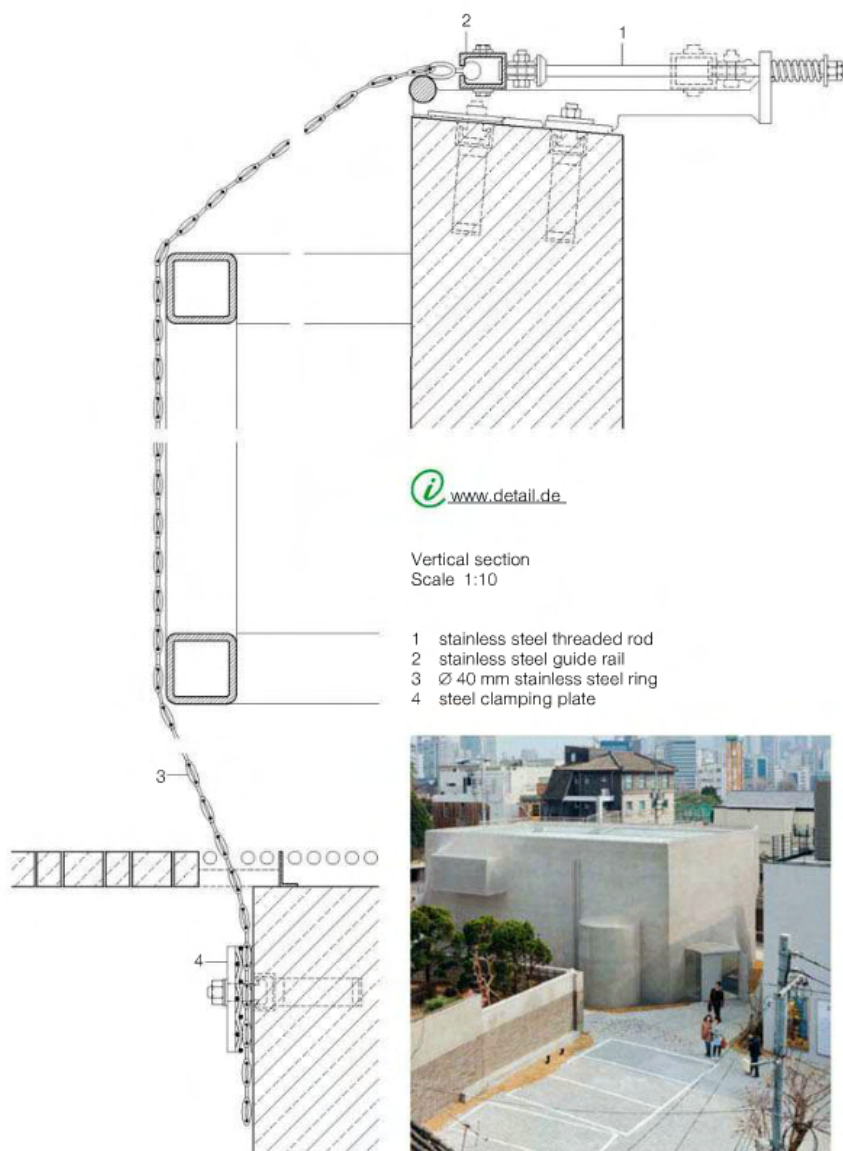 2
1
www.detail.de
Vertical section
Scale 1:10
1 stainless steel threaded rod
2 stainless steel guide rail
3 Ø 40 mm stainless steel ring
4 steel clamping plate
3
4